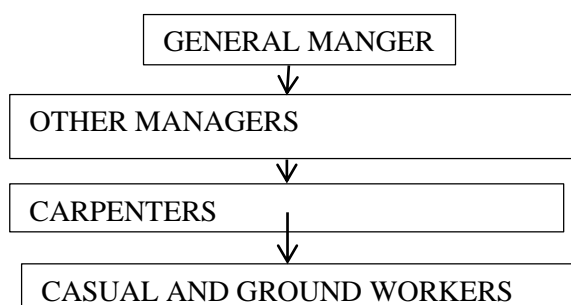 GENERAL MANGER
OTHER MANAGERS
CARPENTERS
CASUAL AND GROUND WORKERS